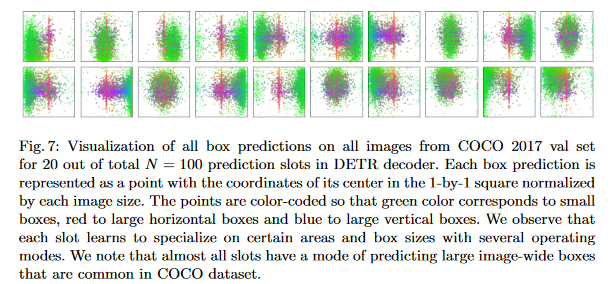 Fig. 7: Visualization of all box predictions on all images from COCO 2017 val set
for 20 out of total N = 100 prediction slots in DETR decoder. Each box prediction is
represented as a point with the coordinates of its center in the 1-by-1 square normalized
by each image size. The points are color-coded so that green color corresponds to small
boxes, red to large horizontal boxes and blue to large vertical boxes. We observe that
each slot learns to specialize on certain areas and box sizes with several operating
modes. We note that almost all slots have a mode of predicting large image-wide boxes
that are common in COCO dataset.